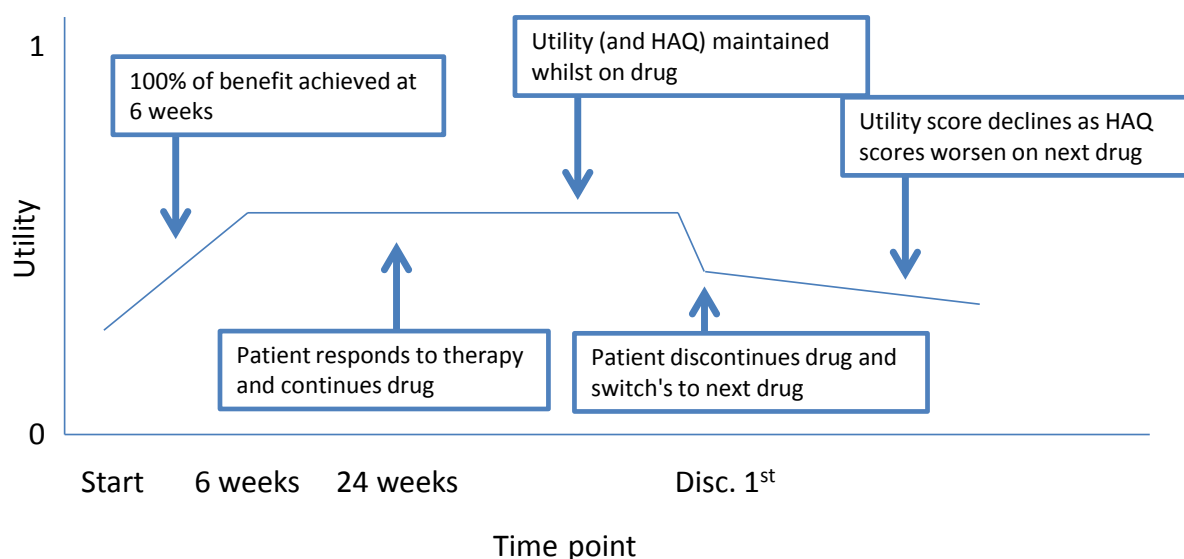 1
100% of benefit achieved at
6 weeks
Utility (and HAQ) maintained
whilst on drug
Utility score declines as HAQ
scores worsen on next drug
Utility
Patient responds to therapy
and continues drug
Patient discontinues drug and
switch's to next drug
0
Start 6 weeks 24 weeks Disc. 1st
Time point